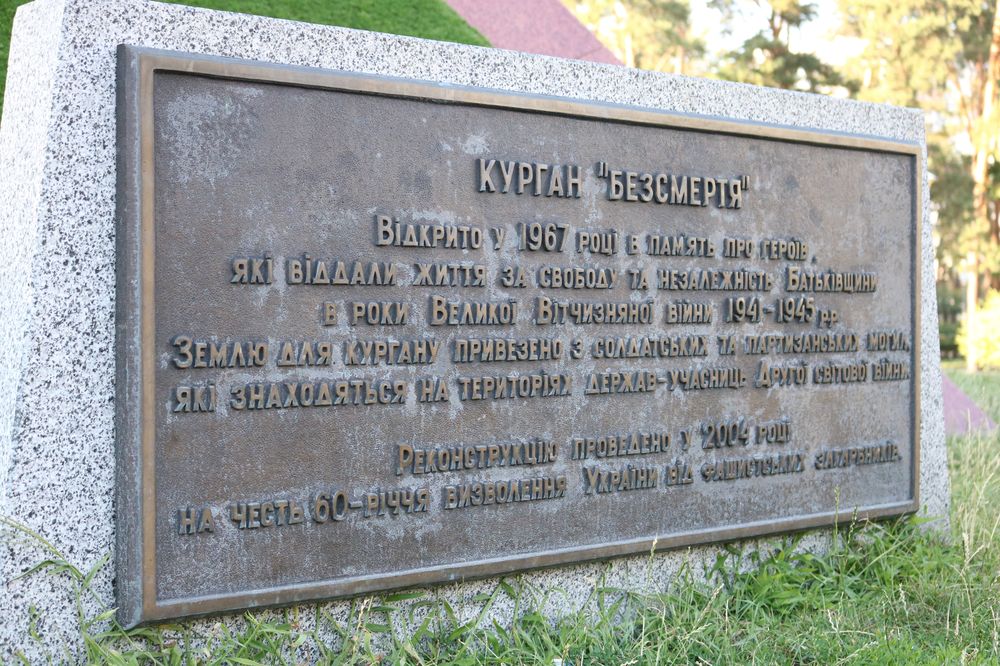 КУРГАН "БЕЗСМЕРТЯ"
Відкрито у 1967 році в пам'ять про героїв,
які віддали життя за свободу та незалежність Батьківщини
в роки Великої Вітчизняної війни 1941-1945 рр.
Землю для кургану привезено з солдатських та партизанських могил,
які знаходяться на територіях держав-учасниць Другої світової війни.
Реконструкцію проведено у 2004 році
на честь 60-річчя визволення України від фашистських загарбників.